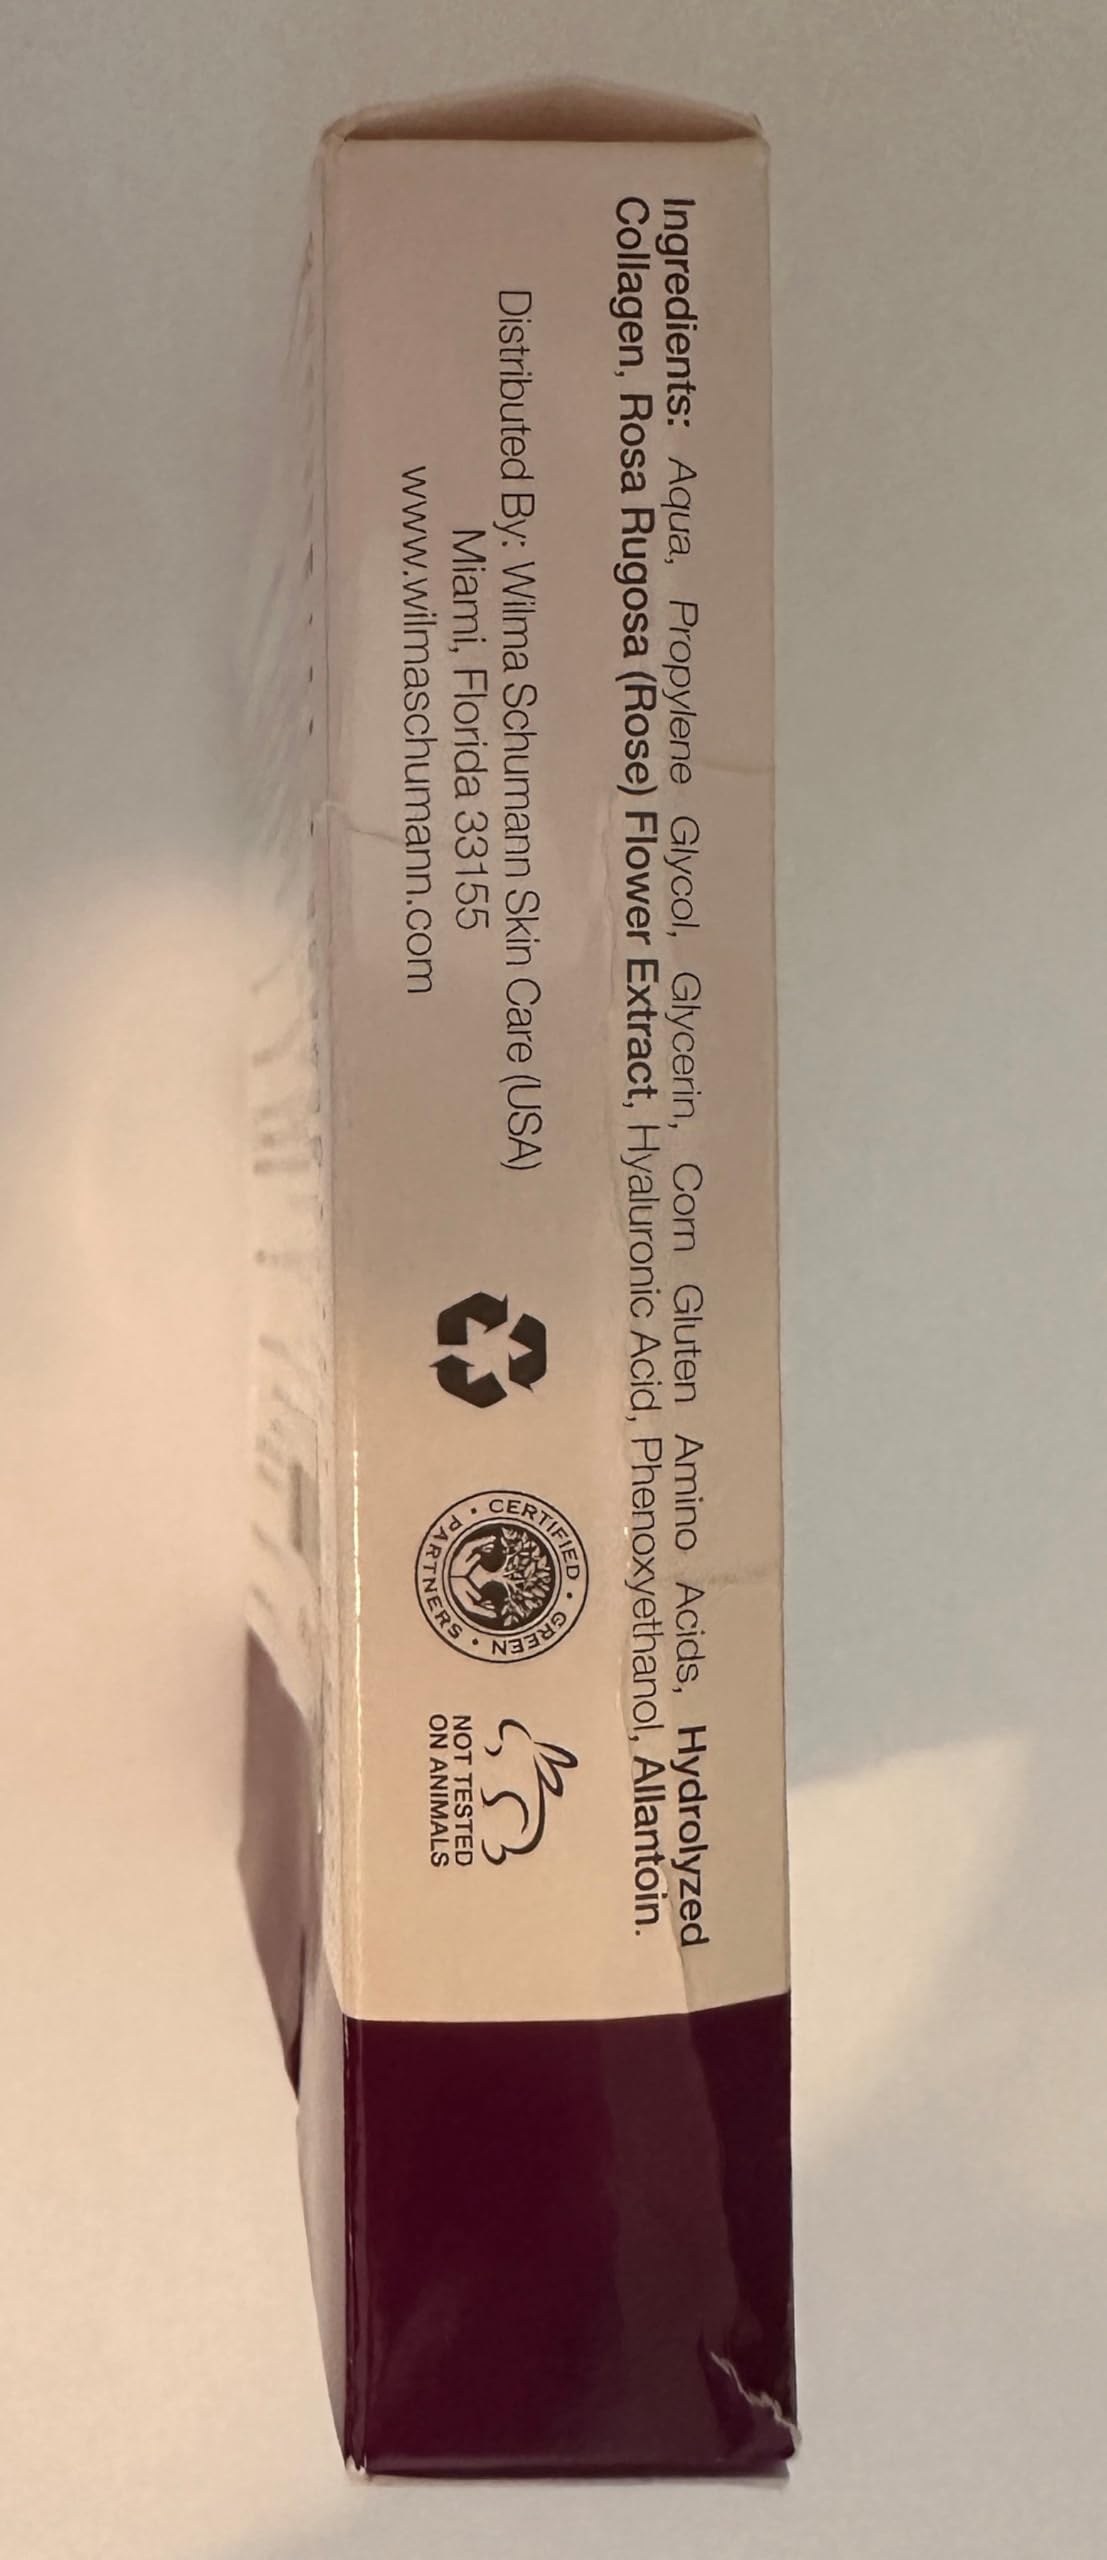 Ingredients: Aqua, Propylene Glycol, Glycerin, Corn Gluten Amino Acids, Hydrolyzed
Collagen, Rosa Rugosa (Rose) Flower Extract, Hyaluronic Acid, Phenoxyethanol, Allantoin.
Distributed By: Wilma Schumann Skin Care (USA)
Miami, Florida 33155
www.wilmaschumann.com
CERTIFIED • GREEN • PARTNERS •
NOT TESTED
ON ANIMALS